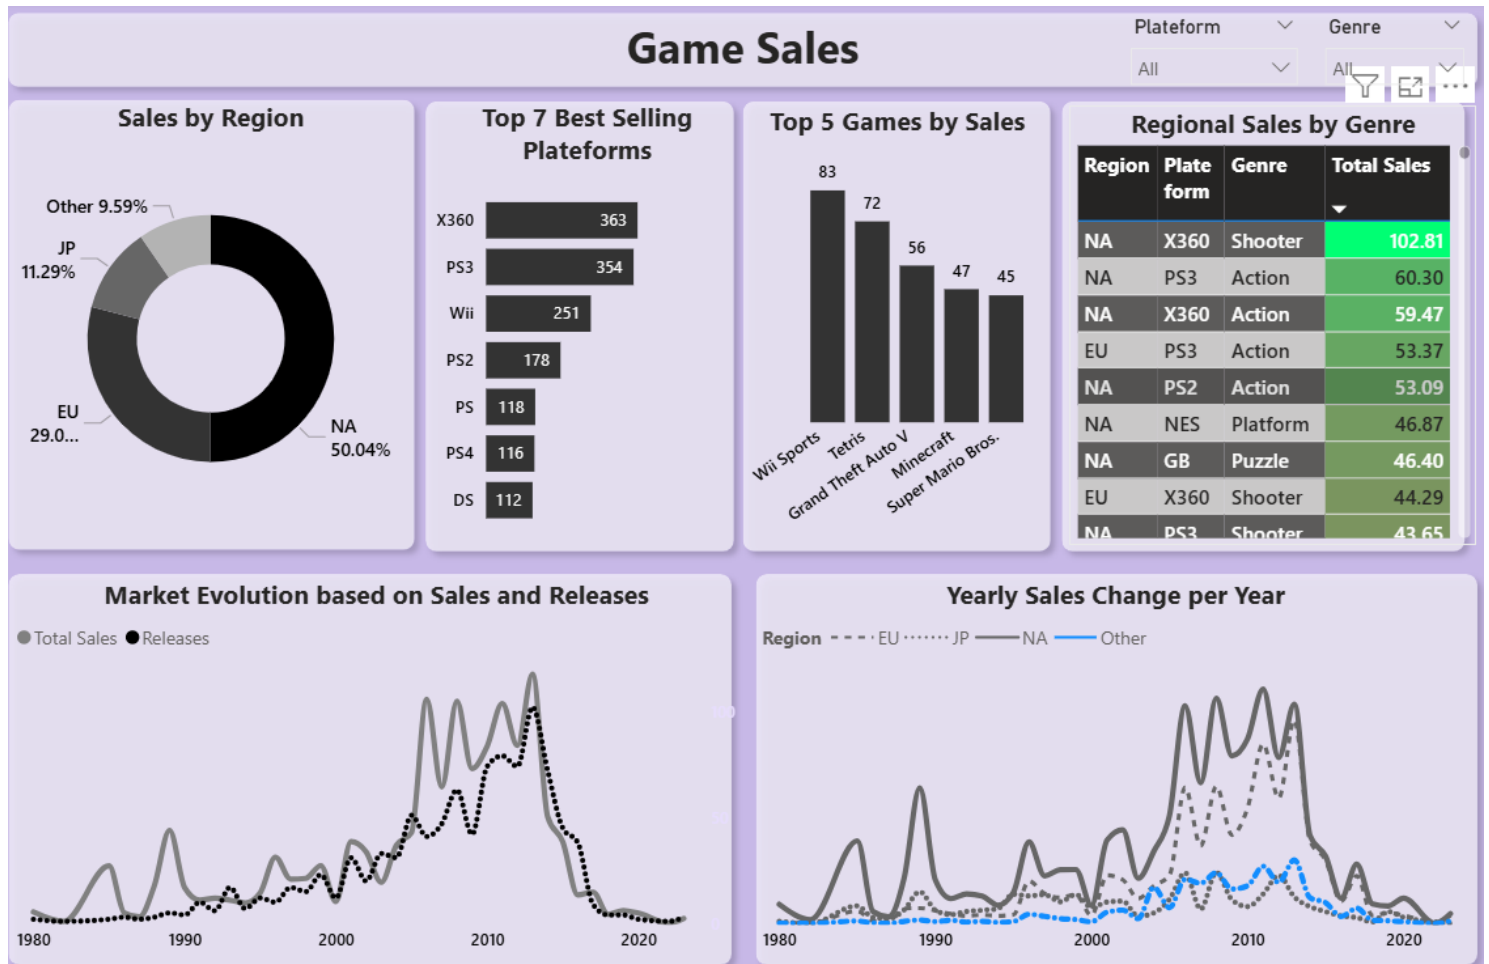 Game Sales
Plateform
Genre
All
All
Sales by Region
Other 9.59%
JP
11.29%
EU
29.0...
NA
50.04%
Top 7 Best Selling
Plateforms
X360
363
PS3
354
Wii
251
PS2
178
PS
118
PS4
116
DS
112
Top 5 Games by Sales
83
72
56
47
45
Wii Sports
Tetris
Grand Theft Auto V
Minecraft
Super Mario Bros.
Regional Sales by Genre
Region Plate form Genre Total Sales
NA X360 Shooter 102.81
NA PS3 Action 60.30
NA X360 Action 59.47
EU PS3 Action 53.37
NA PS2 Action 53.09
NA NES Platform 46.87
NA GB Puzzle 46.40
EU X360 Shooter 44.29
NA PS3 Shooter 43.65
Market Evolution based on Sales and Releases
Total Sales Releases
1980 1990 2000 2010 2020
Yearly Sales Change per Year
Region EU JP NA Other
1980 1990 2000 2010 2020